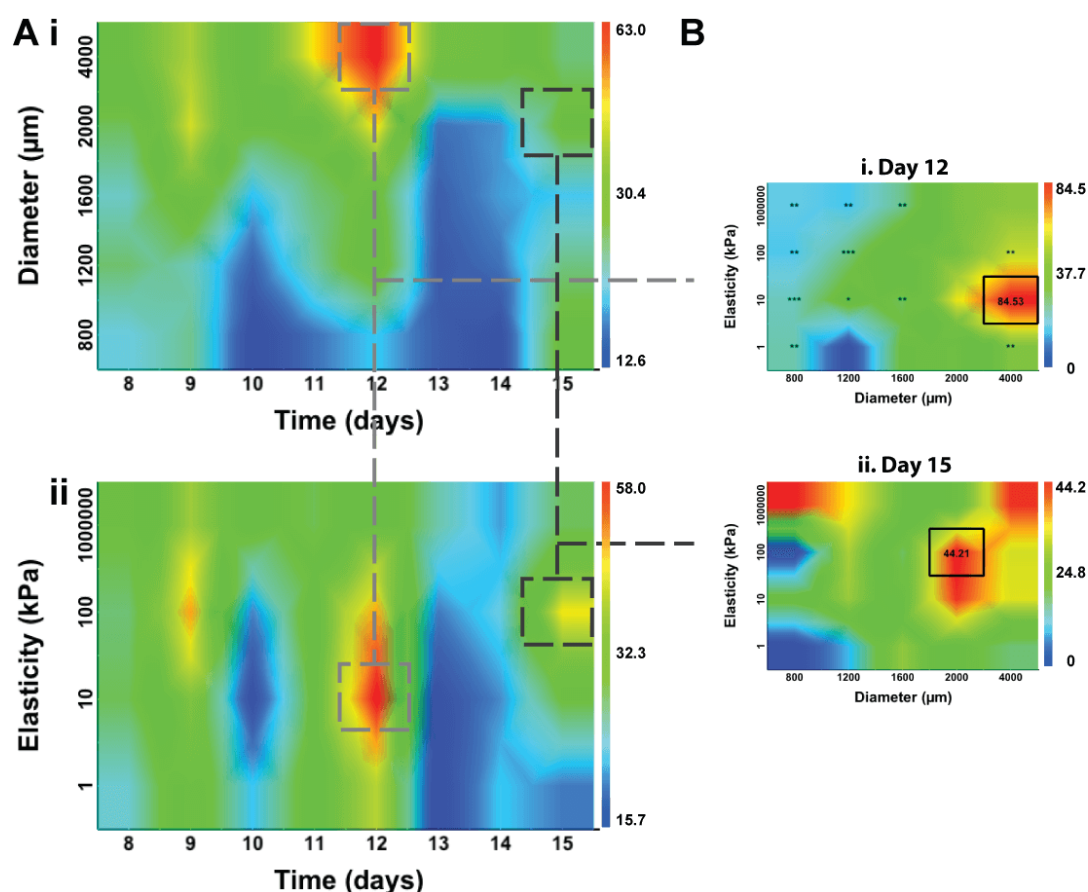 A i
Diameter (µm)
4000
2000
1600
1200
800
8 9 10 11 12 13 14 15
Time (days)
63.0
30.4
12.6
ii
Elasticity (kPa)
1000000
100
10
1
8 9 10 11 12 13 14 15
Time (days)
58.0
32.3
15.7
B
i. Day 12
Elasticity (kPa)
1000000
100
10
1
** ** **
** *** **
*** * ** 84.53
** **
800 1200 1600 2000 4000
Diameter (µm)
84.5
37.7
0
ii. Day 15
Elasticity (kPa)
1000000
100
10
1
44.21
800 1200 1600 2000 4000
Diameter (µm)
44.2
24.8
0